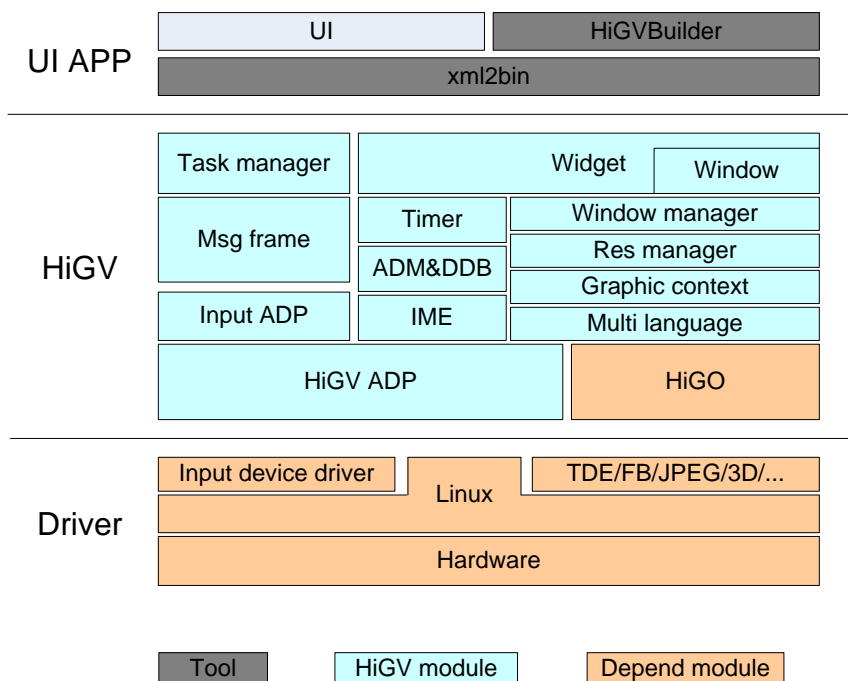 UI
HiGVBuilder
UI APP
xml2bin
Task manager
Widget
Window
Msg frame
Timer
Window manager
HiGV
ADM&DDB
Res manager
Graphic context
Input ADP
IME
Multi language
HiGV ADP
HiGO
Input device driver
Linux
TDE/FB/JPEG/3D/...
Driver
Hardware
Tool
HiGV module
Depend module